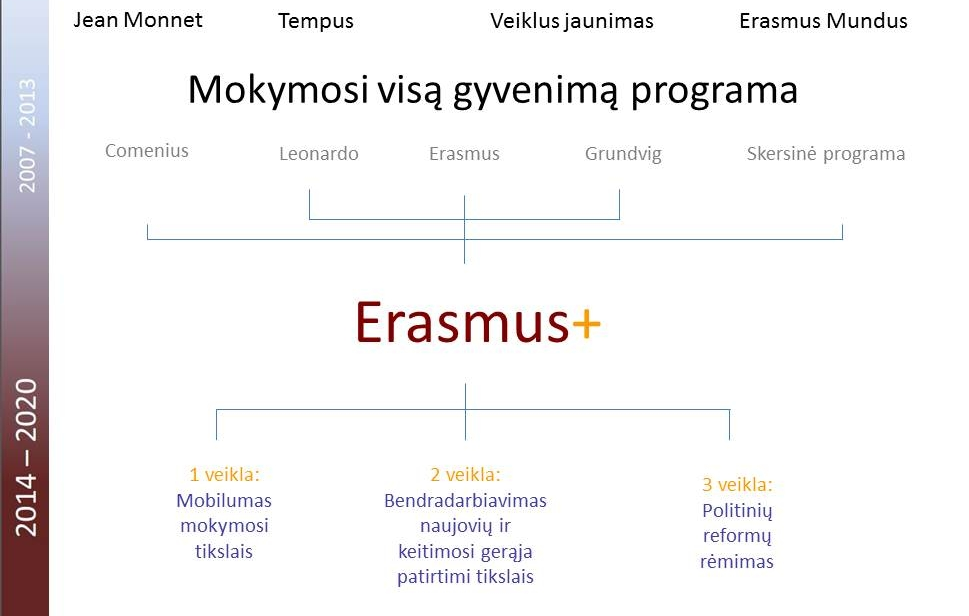 Jean Monnet Tempus Veiklus jaunimas Erasmus Mundus
2007 - 2013
Mokymosi visą gyvenimą programa
Comenius Leonardo Erasmus Grundvig Skersinė programa
Erasmus+
2014 – 2020
1 veikla:
Mobilumas
mokymosi
tikslais
2 veikla:
Bendradarbiavimas
naujovių ir
keitimosi gerąja
patirtimi tikslais
3 veikla:
Politinių
reformų
rėmimas